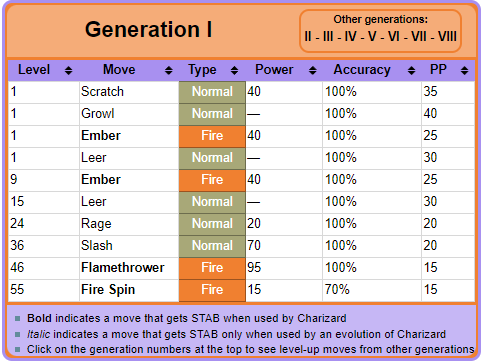 Generation I
Other generations:
II - III - IV - V - VI - VII - VIII
Level Move Type Power Accuracy PP
1 Scratch Normal 40 100% 35
1 Growl Normal — 100% 40
1 Ember Fire 40 100% 25
1 Leer Normal — 100% 30
9 Ember Fire 40 100% 25
15 Leer Normal — 100% 30
24 Rage Normal 20 100% 20
36 Slash Normal 70 100% 20
46 Flamethrower Fire 95 100% 15
55 Fire Spin Fire 15 70% 15
Bold indicates a move that gets STAB when used by Charizard
Italic indicates a move that gets STAB only when used by an evolution of Charizard
Click on the generation numbers at the top to see level-up moves from other generations